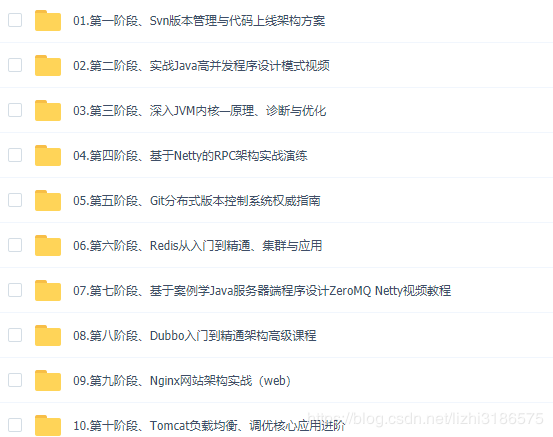 01.第一阶段、Svn版本管理与代码上线架构方案
02.第二阶段、实战Java高并发程序设计模式视频
03.第三阶段、深入JVM内核—原理、诊断与优化
04.第四阶段、基于Netty的RPC架构实战演练
05.第五阶段、Git分布式版本控制系统权威指南
06.第六阶段、Redis从入门到精通、集群与应用
07.第七阶段、基于案例学Java服务器端程序设计ZeroMQ Netty视频教程
08.第八阶段、Dubbo入门到精通架构高级课程
09.第九阶段、Nginx网站架构实战（web）
10.第十阶段、Tomcat负载均衡、调优核心应用进阶
https://blog.csdn.net/lizhi3186575